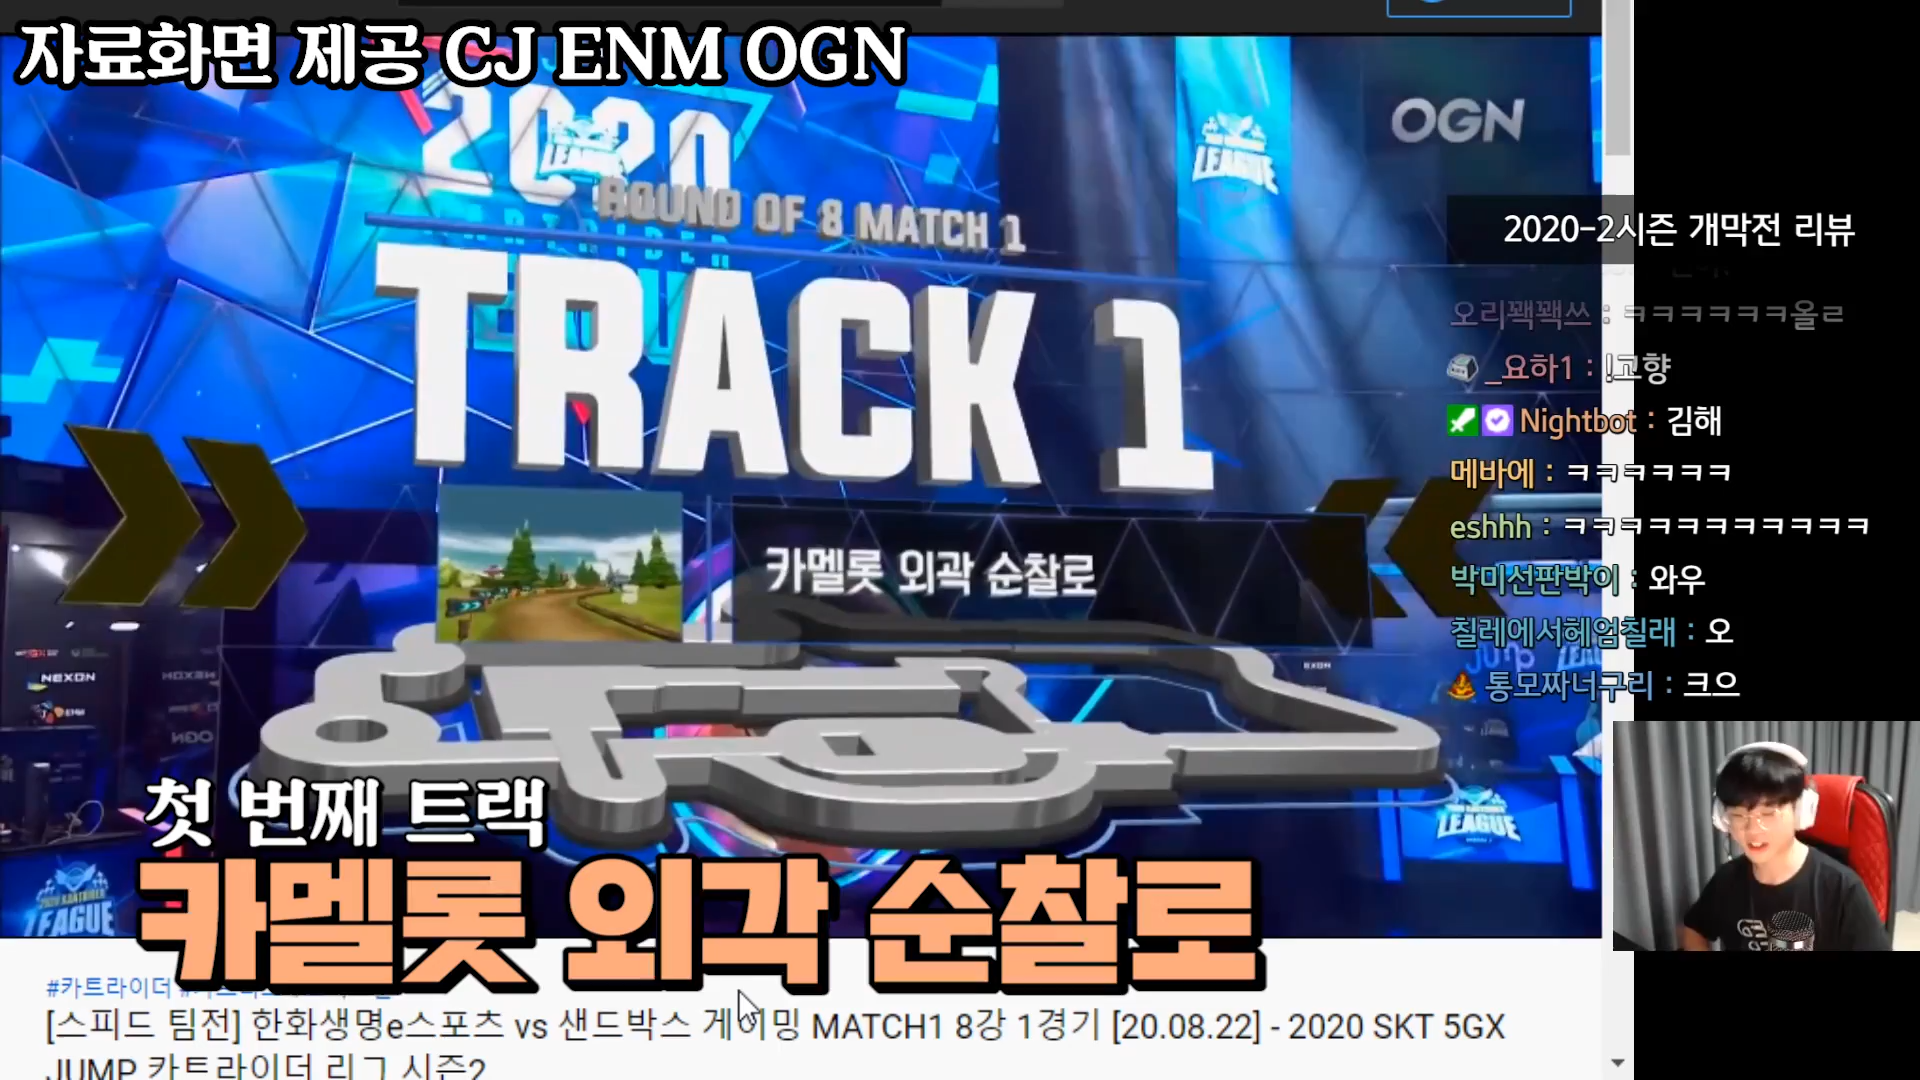 자료화면 제공 CJ ENM OGN
2020
LEAGUE
OGN
LEAGUE
ROUND OF 8 MATCH 1
TRACK 1
카멜롯 외곽 순찰로
2020-2시즌 개막전 리뷰
오리꽥꽥쓰 : ㅋㅋㅋㅋㅋㅋ올ㄹ
_요하1 : !고향
Nightbot : 김해
메바에 : ㅋㅋㅋㅋㅋㅋ
eshhh : ㅋㅋㅋㅋㅋㅋㅋㅋㅋㅋㅋ
박미선판박이 : 와우
칠레에서헤엄칠래 : 오
통모짜너구리 : 크으
NEXON
LEAGUE
LEAGUE
첫 번째 트랙
카멜롯 외각 순찰로
#카트라이더
[스피드 팀전] 한화생명e스포츠 vs 샌드박스 게이밍 MATCH1 8강 1경기 [20.08.22] - 2020 SKT 5GX
JUMP 카트라이더 리그 시즌2